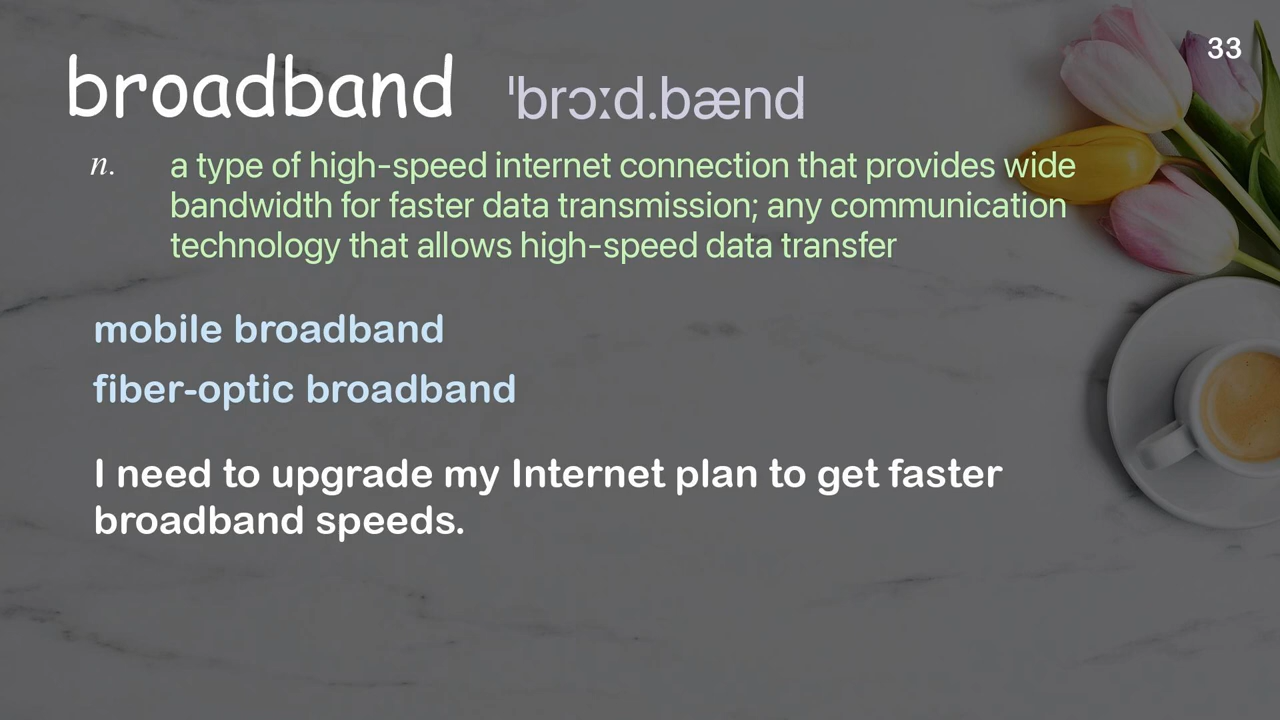 33
broadband ˈbrɔːd.bænd
n. a type of high-speed internet connection that provides wide
bandwidth for faster data transmission; any communication
technology that allows high-speed data transfer
mobile broadband
fiber-optic broadband
I need to upgrade my Internet plan to get faster
broadband speeds.